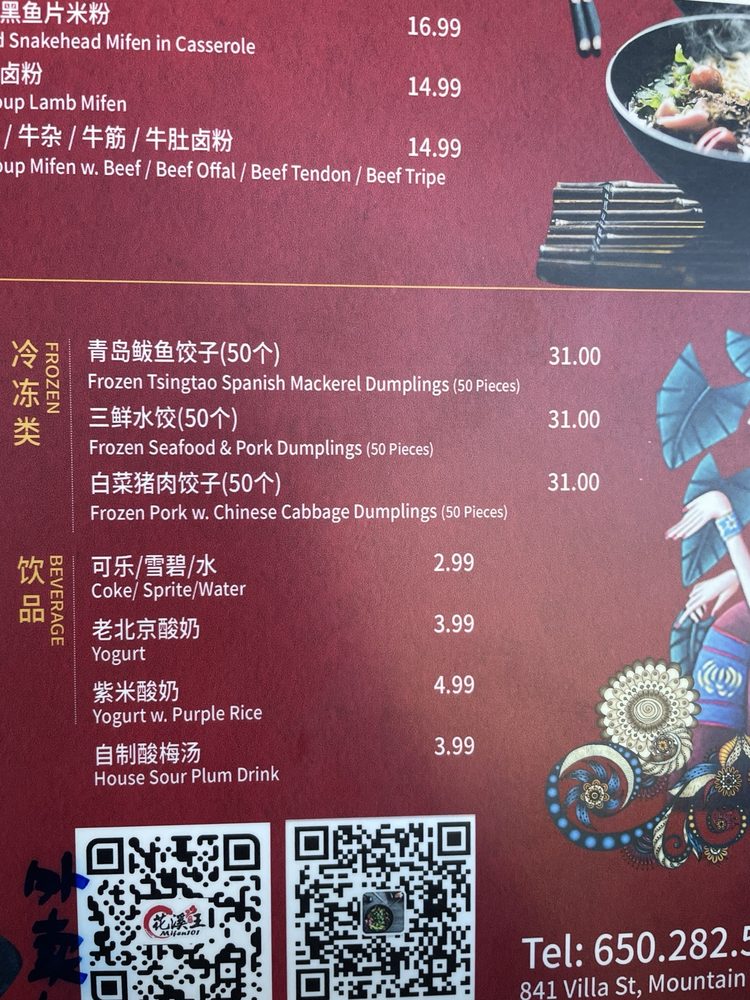 黑鱼片米粉 16.99
Snakehead Mifen in Casserole
卤粉 14.99
Lamb Mifen
/ 牛杂 / 牛筋 / 牛肚卤粉 14.99
Mifen w. Beef / Beef Offal / Beef Tendon / Beef Tripe
冷冻类
FROZEN
青岛鲅鱼饺子(50个) 31.00
Frozen Tsingtao Spanish Mackerel Dumplings (50 Pieces)
三鲜水饺(50个) 31.00
Frozen Seafood & Pork Dumplings (50 Pieces)
白菜猪肉饺子(50个) 31.00
Frozen Pork w. Chinese Cabbage Dumplings (50 Pieces)
饮品
BEVERAGE
可乐/雪碧/水 2.99
Coke/ Sprite/Water
老北京酸奶 3.99
Yogurt
紫米酸奶 4.99
Yogurt w. Purple Rice
自制酸梅汤 3.99
House Sour Plum Drink
外卖
花溪王
Mifen101
Tel: 650.282.5
841 Villa St, Mountain